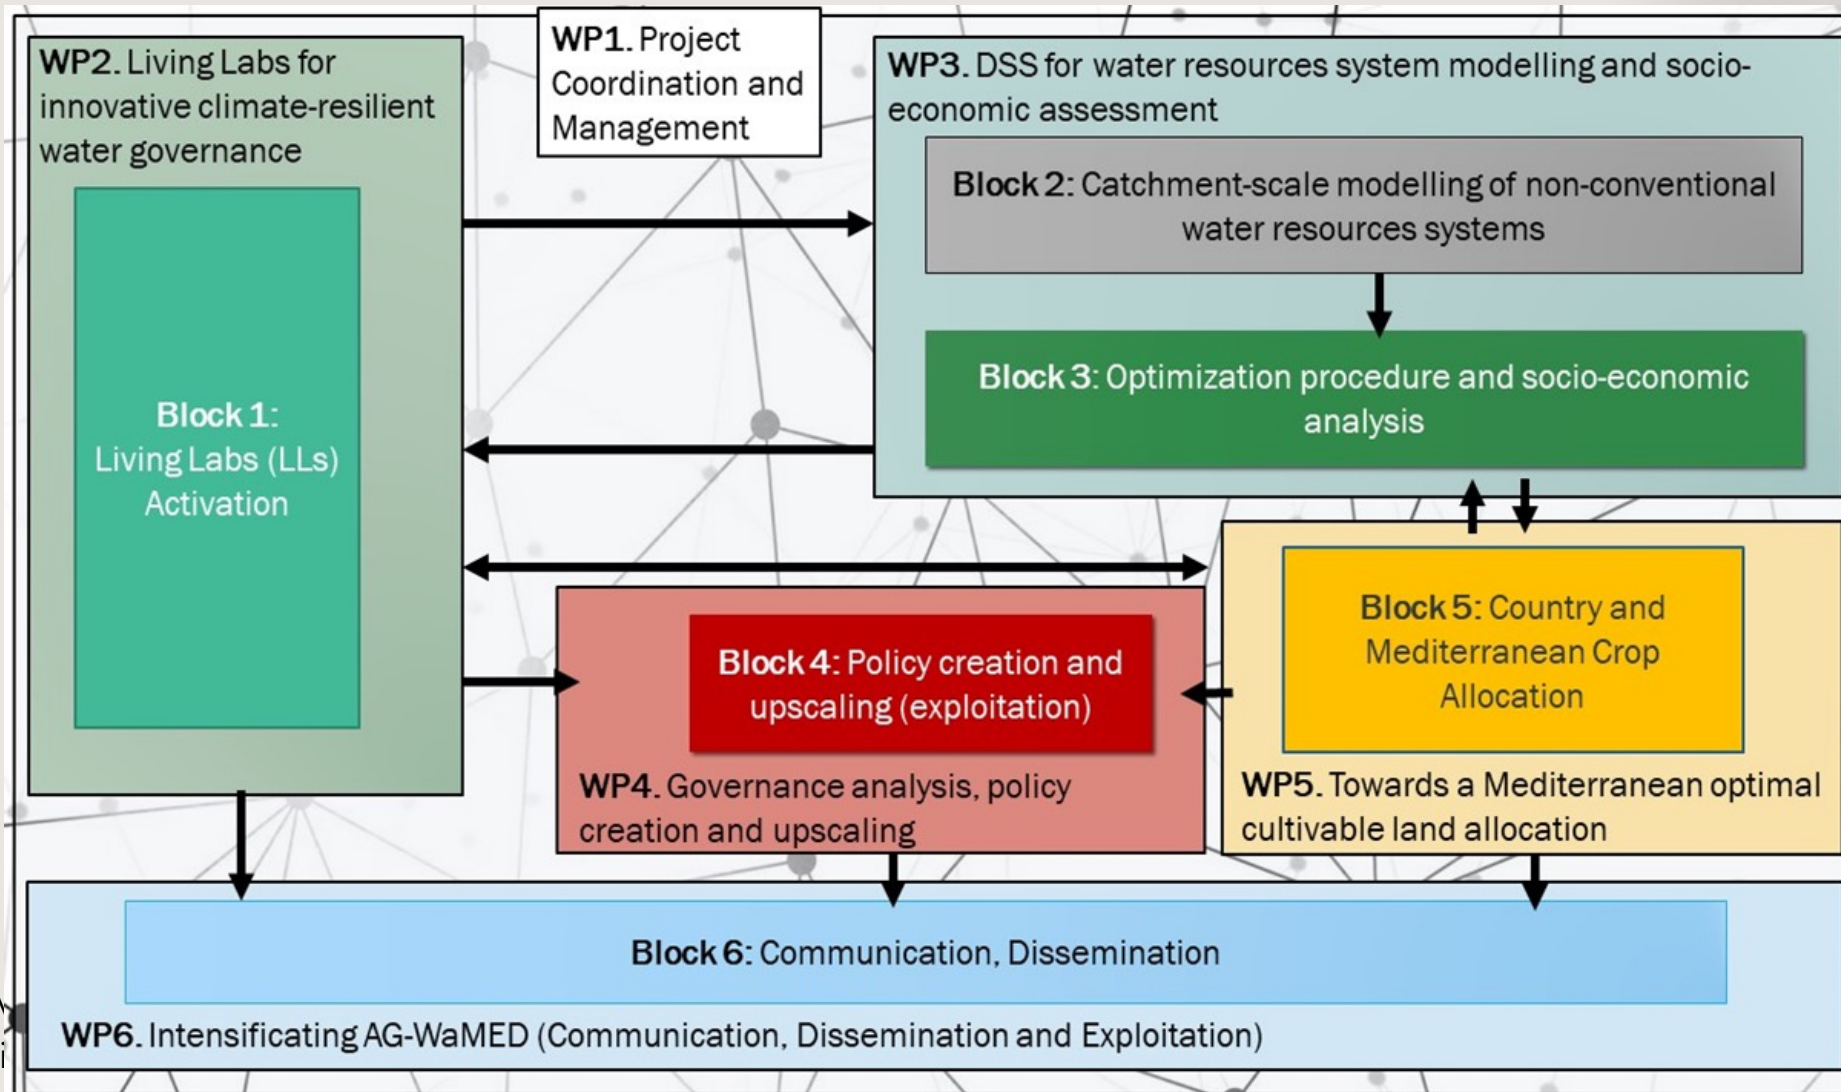 WP2. Living Labs for
innovative climate-resilient
water governance
Block 1:
Living Labs (LLs)
Activation
WP1. Project
Coordination and
Management
WP3. DSS for water resources system modelling and socio-
economic assessment
Block 2: Catchment-scale modelling of non-conventional
water resources systems
Block 3: Optimization procedure and socio-economic
analysis
Block 4: Policy creation and
upscaling (exploitation)
WP4. Governance analysis, policy
creation and upscaling
Block 5: Country and
Mediterranean Crop
Allocation
WP5. Towards a Mediterranean optimal
cultivable land allocation
Block 6: Communication, Dissemination
WP6. Intensificating AG-WaMED (Communication, Dissemination and Exploitation)